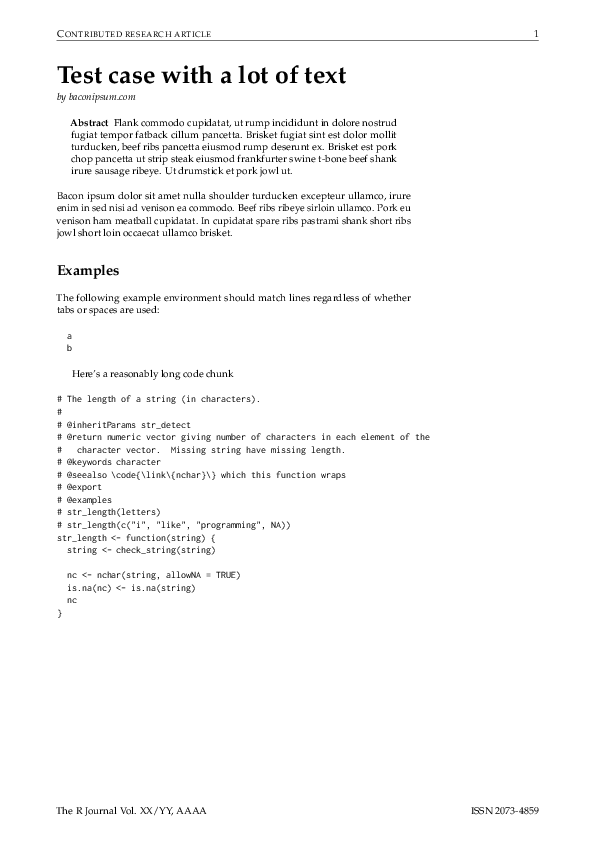 CONTRIBUTED RESEARCH ARTICLE 1
Test case with a lot of text
by baconipsum.com
Abstract Flank commodo cupidatat, ut rump incididunt in dolore nostrud
fugiat tempor fatback cillum pancetta. Brisket fugiat sint est dolor mollit
turducken, beef ribs pancetta eiusmod rump deserunt ex. Brisket est pork
chop pancetta ut strip steak eiusmod frankfurter swine t-bone beef shank
irure sausage ribeye. Ut drumstick et pork jowl ut.
Bacon ipsum dolor sit amet nulla shoulder turducken excepteur ullamco, irure
enim in sed nisi ad venison ea commodo. Beef ribs ribeye sirloin ullamco. Pork eu
venison ham meatball cupidatat. In cupidatat spare ribs pastrami shank short ribs
jowl short loin occaecat ullamco brisket.
Examples
The following example environment should match lines regardless of whether
tabs or spaces are used:
a
b
Here's a reasonably long code chunk
# The length of a string (in characters).
#
# @inheritParams str_detect
# @return numeric vector giving number of characters in each element of the
#   character vector.  Missing string have missing length.
# @keywords character
# @seealso \code{\link\{nchar}\} which this function wraps
# @export
# @examples
# str_length(letters)
# str_length(c("i", "like", "programming", NA))
str_length <- function(string) {
  string <- check_string(string)
  nc <- nchar(string, allowNA = TRUE)
  is.na(nc) <- is.na(string)
  nc
}
The R Journal Vol. XX/YY, AAAA ISSN 2073-4859